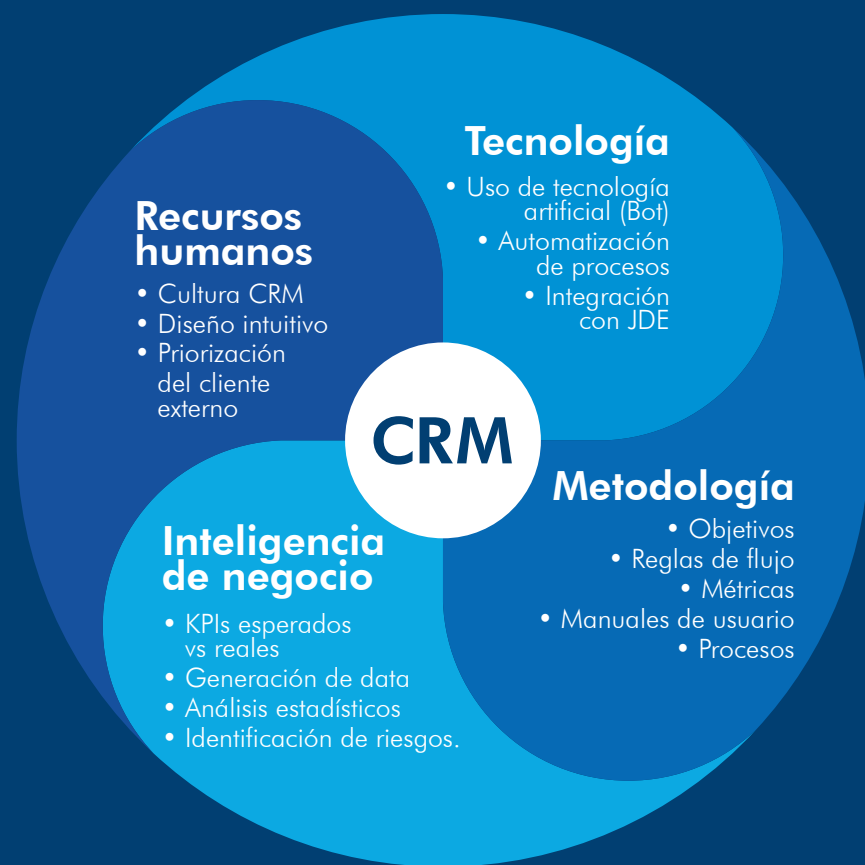 Tecnología
• Uso de tecnología
artificial (Bot)
• Automatización
de procesos
• Integración
con JDE
Recursos
humanos
• Cultura CRM
• Diseño intuitivo
• Priorización
del cliente
externo
CRM
Metodología
• Objetivos
• Reglas de flujo
• Métricas
• Manuales de usuario
• Procesos
Inteligencia
de negocio
• KPIs esperados
vs reales
• Generación de data
• Análisis estadísticos
• Identificación de riesgos.